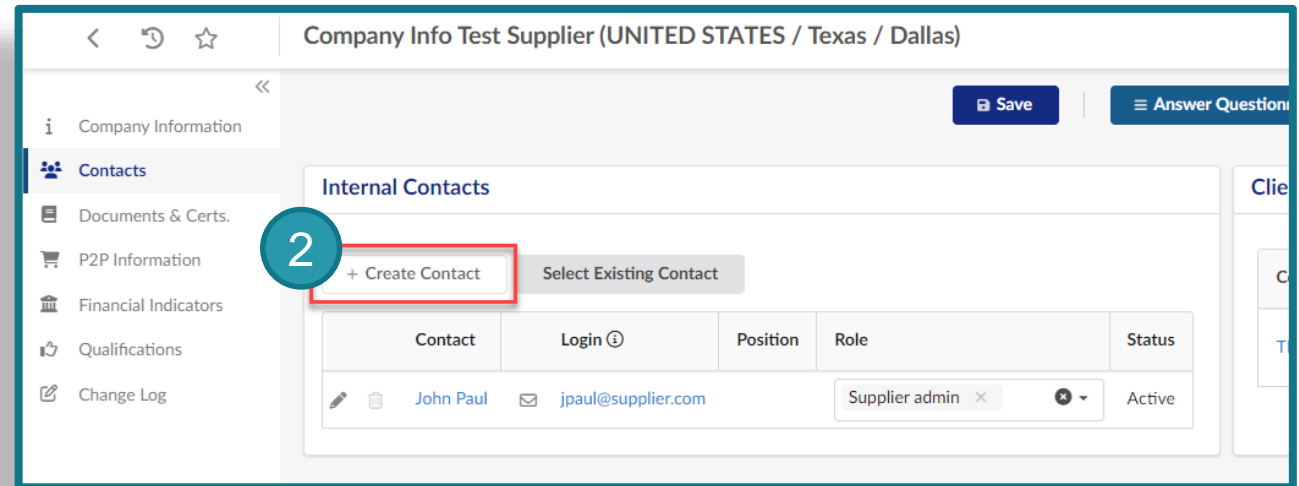 Company Info Test Supplier (UNITED STATES / Texas / Dallas)
Save
Answer
Company Information
Contacts
Documents & Certs.
P2P Information
Financial Indicators
Qualifications
Change Log
Internal Contacts
2
+ Create Contact
Select Existing Contact
Contact Login Position Role Status
John Paul jpaul@supplier.com Supplier admin × Active